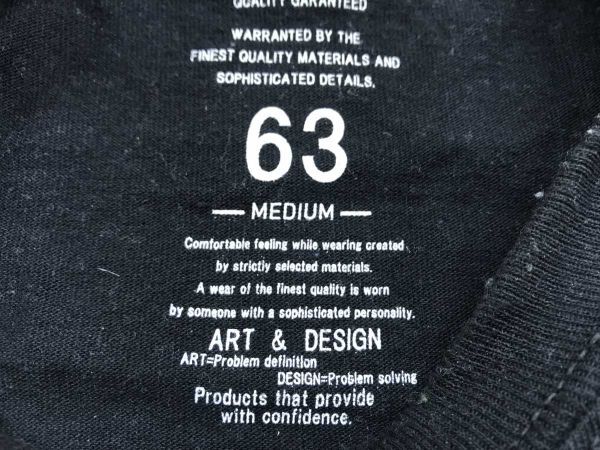 QUALITY GARANTEED
WARRANTED BY THE
FINEST QUALITY MATERIALS AND
SOPHISTICATED DETAILS.
63
— MEDIUM —
Comfortable feeling while wearing created
by strictly selected materials.
A wear of the finest quality is worn
by someone with a sophisticated personality.
ART & DESIGN
ART=Problem definition
DESIGN=Problem solving
Products that provide
with confidence.